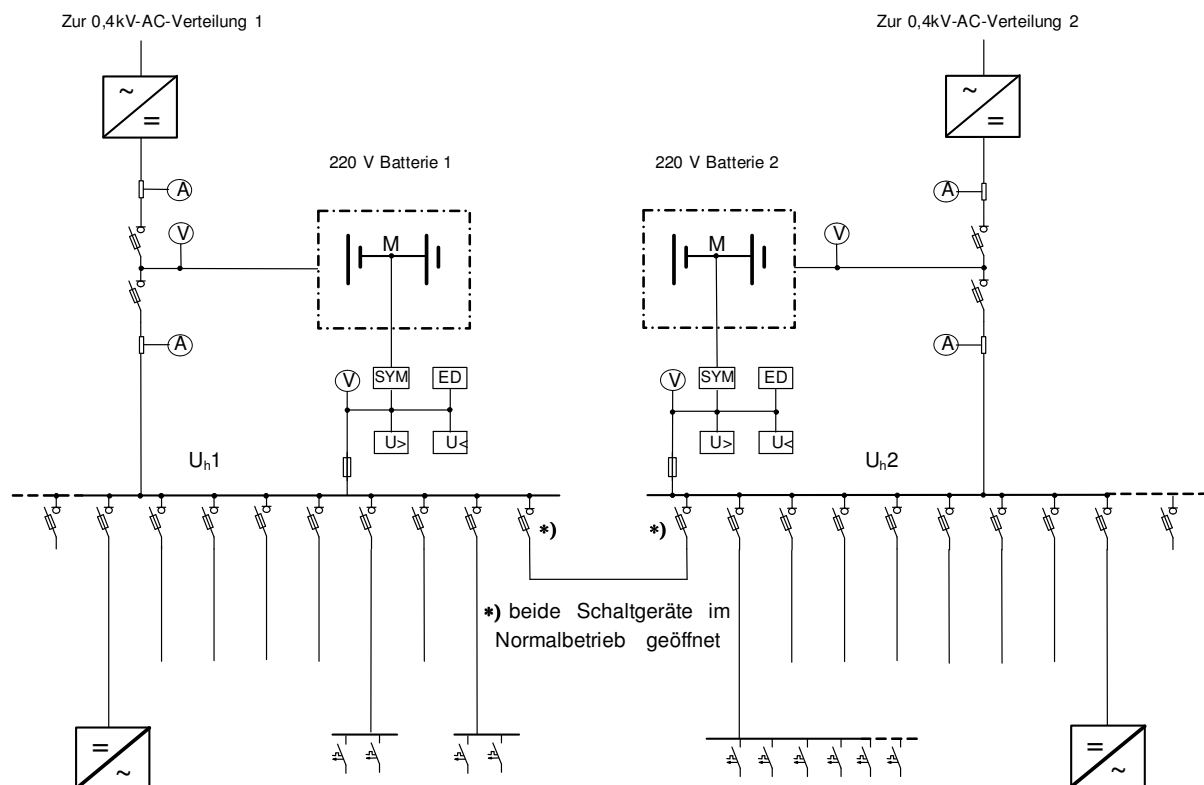 Zur 0,4kV-AC-Verteilung 1
Zur 0,4kV-AC-Verteilung 2
~
=
~
=
220 V Batterie 1
220 V Batterie 2
A
A
V
V
M
M
A
A
V
SYM
ED
V
SYM
ED
U>
U<
U>
U<
Uh1
Uh2
*)
*)
*) beide Schaltgeräte im
Normalbetrieb geöffnet
=
~
=
~